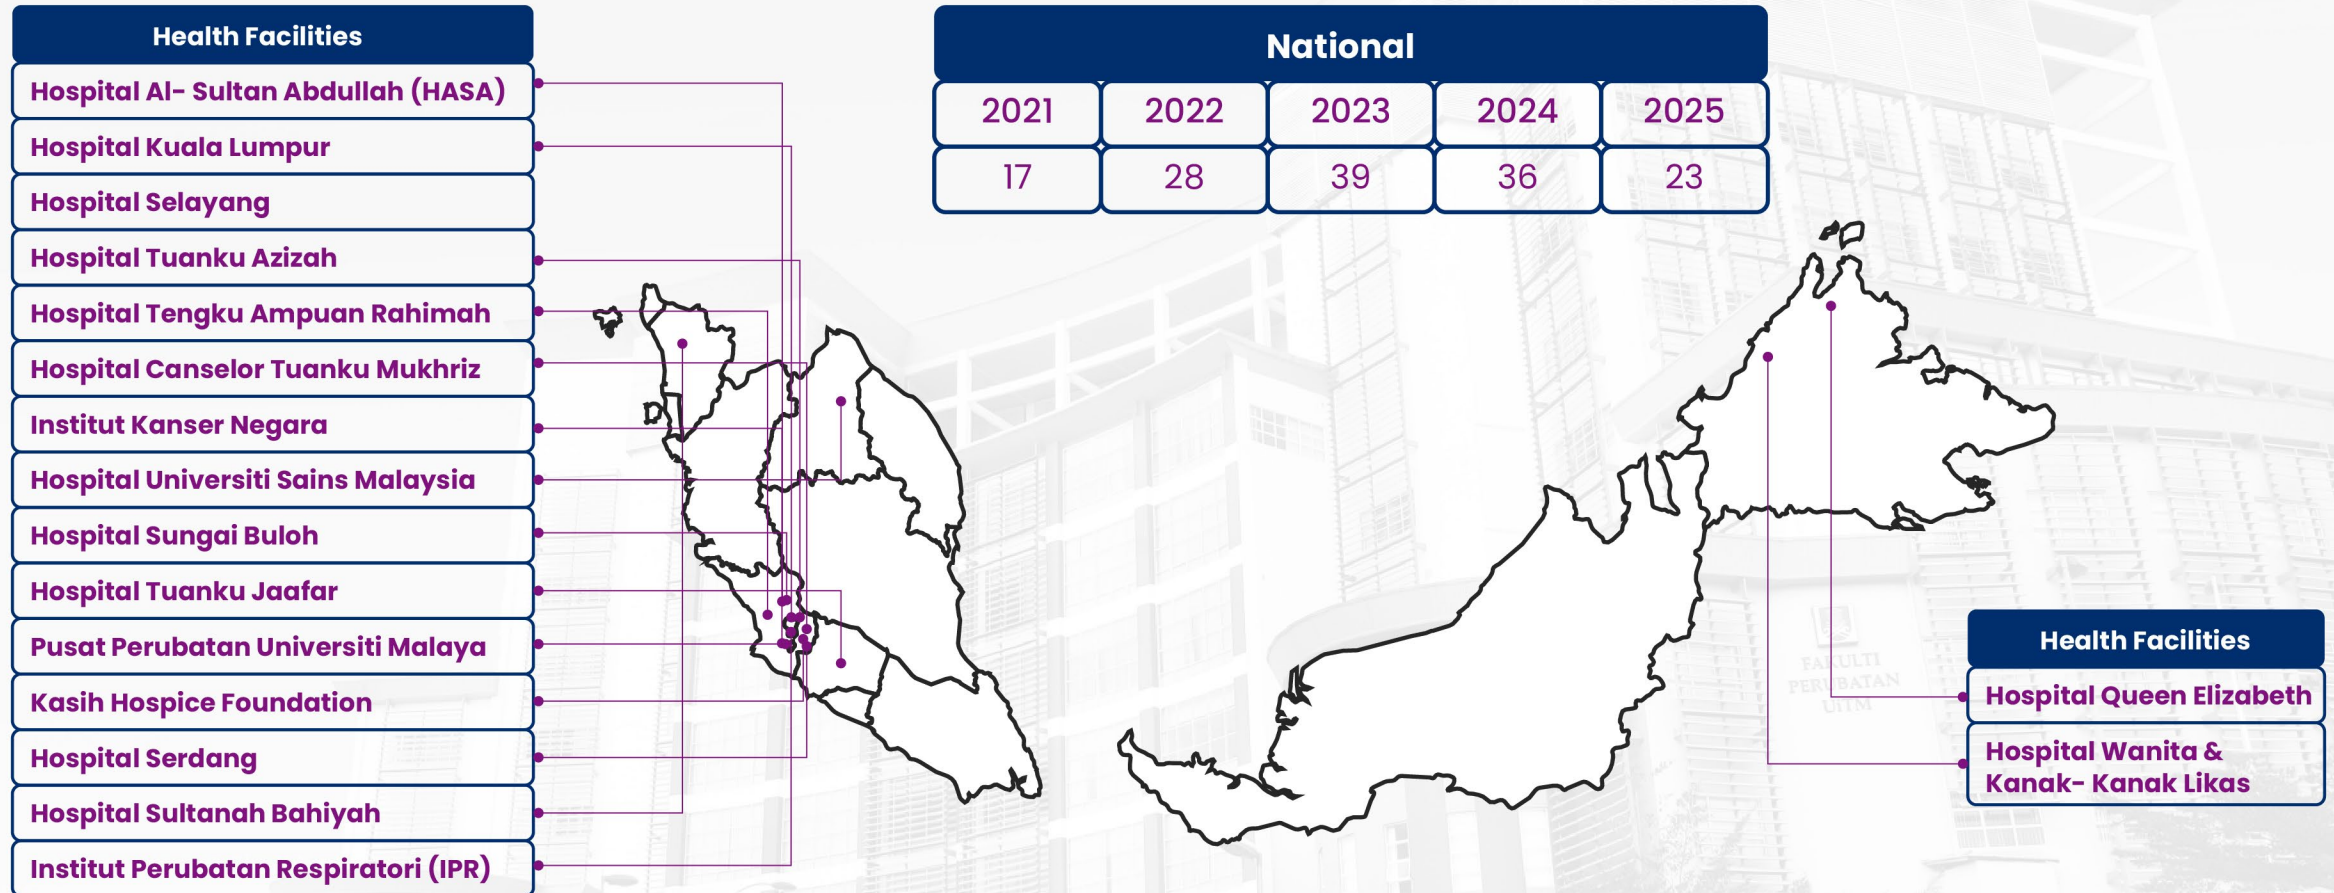 Health Facilities
Hospital Al- Sultan Abdullah (HASA)
Hospital Kuala Lumpur
Hospital Selayang
Hospital Tuanku Azizah
Hospital Tengku Ampuan Rahimah
Hospital Canselor Tuanku Mukhriz
Institut Kanser Negara
Hospital Universiti Sains Malaysia
Hospital Sungai Buloh
Hospital Tuanku Jaafar
Pusat Perubatan Universiti Malaya
Kasih Hospice Foundation
Hospital Serdang
Hospital Sultanah Bahiyah
Institut Perubatan Respiratori (IPR)
National
2021 2022 2023 2024 2025
17 28 39 36 23
FAKULTI
PERUBATAN
UiTM
Health Facilities
Hospital Queen Elizabeth
Hospital Wanita &
Kanak- Kanak Likas